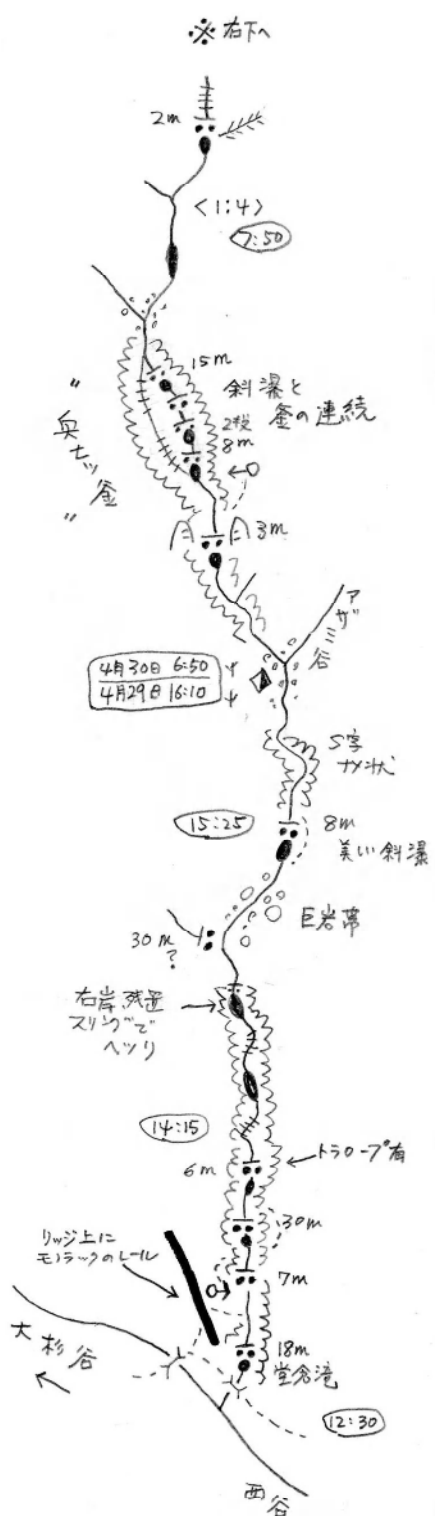 ※ 右下へ
2m
<1:4>
7:50
15m
斜瀑と
釜の連続
2段
8m
"奥七ツ釜"
3m
アザミ谷
4月30日 6:50
4月29日 16:10
S字
ナメ状
15:25
8m
美しい斜瀑
巨岩帯
30m
?
右岸残置
スリングで
ヘツリ
14:15
6m
トラロープ有
30m
リッジ上に
モノラックのレール
7m
大杉谷
18m
堂倉滝
12:30
西谷